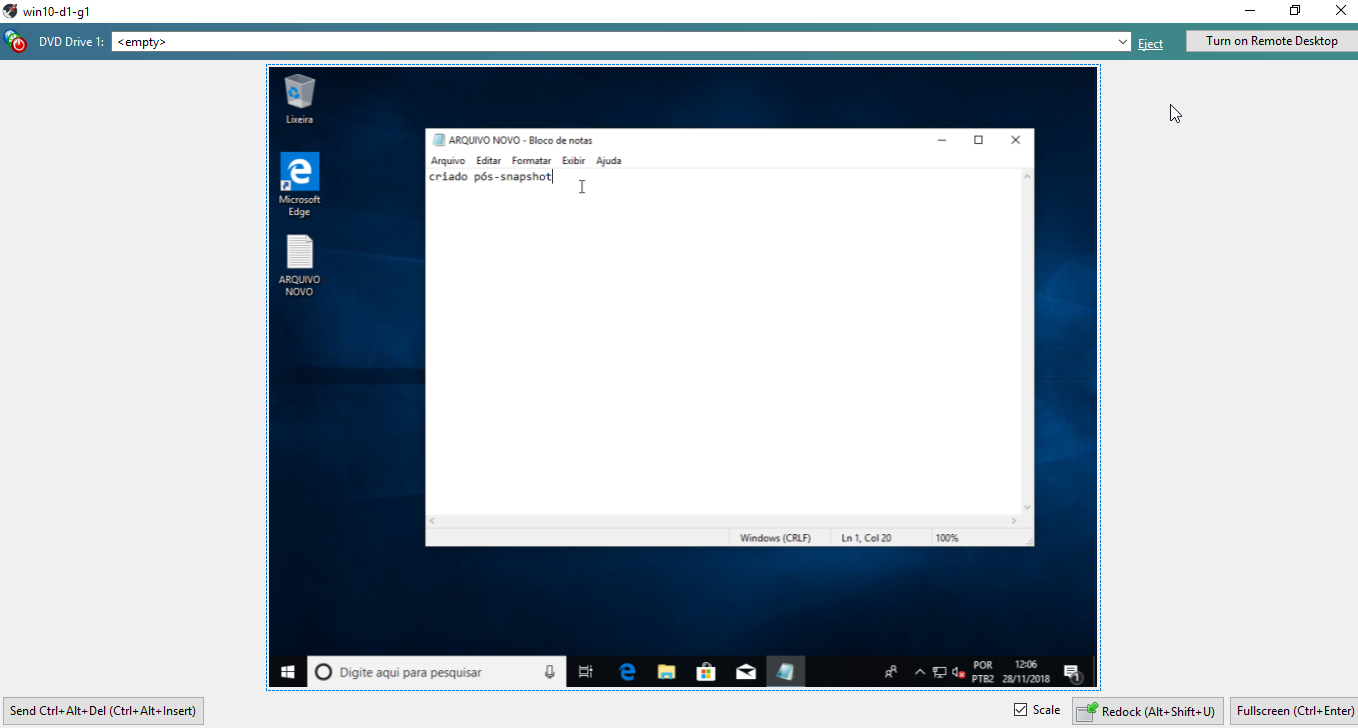 win10-d1-g1
DVD Drive 1: <empty> Eject Turn on Remote Desktop
Lixeira
Microsoft
Edge
ARQUIVO
NOVO
ARQUIVO NOVO - Bloco de notas
Arquivo Editar Formatar Exibir Ajuda
criado pós-snapshot
Windows (CRLF) Ln 1, Col 20 100%
Digite aqui para pesquisar
POR
PTB2
12:06
28/11/2018
1
Send Ctrl+Alt+Del (Ctrl+Alt+Insert) Scale Redock (Alt+Shift+U) Fullscreen (Ctrl+Enter)